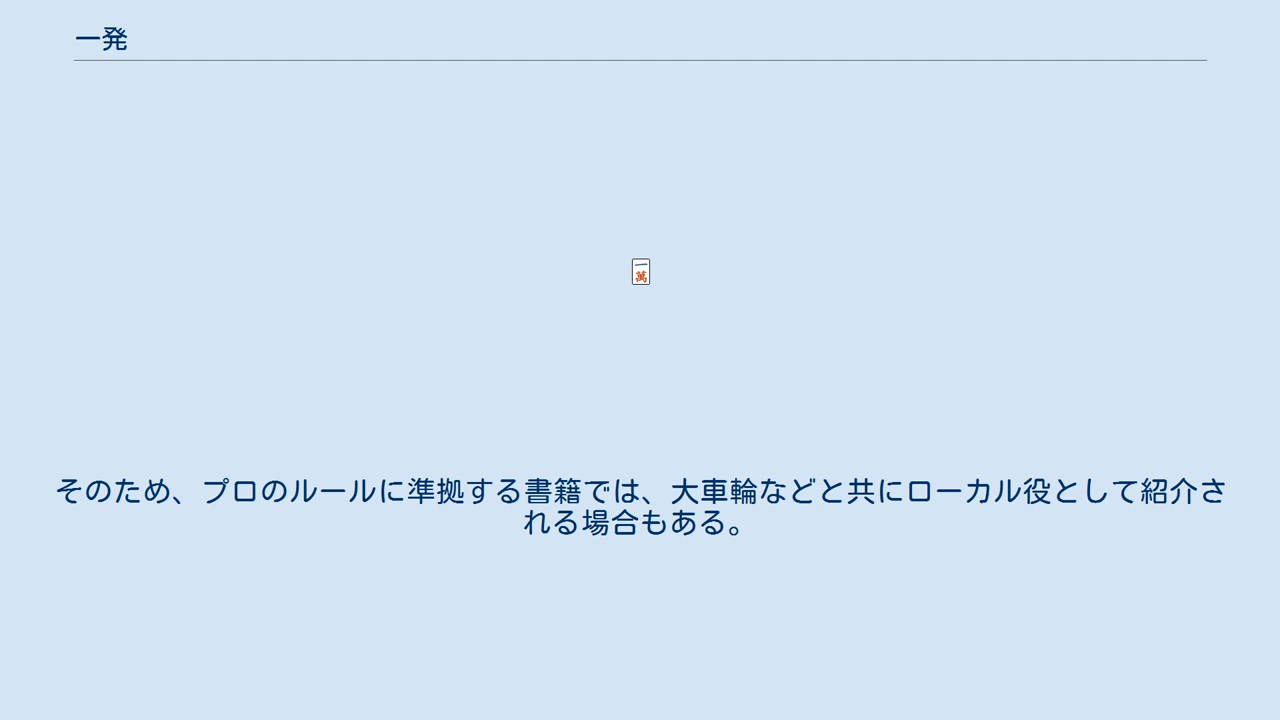 一発
一
萬
そのため、プロのルールに準拠する書籍では、大車輪などと共にローカル役として紹介さ
れる場合もある。